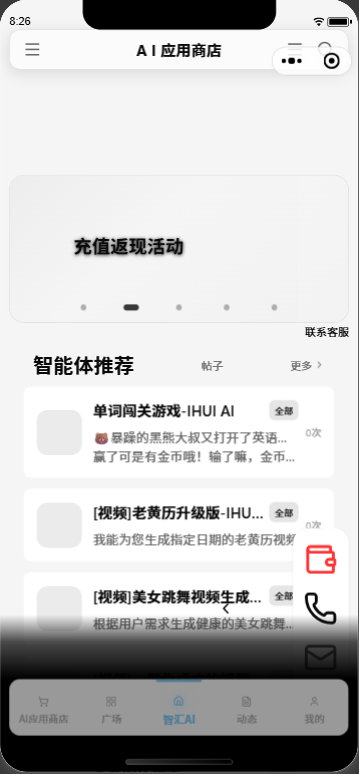 8:26
AI 应用商店
充值返现活动
联系客服
智能体推荐
帖子
更多
单词闯关游戏-IHUI AI
全部
🐻暴躁的黑熊大叔又打开了英语...
赢了可是有金币哦！输了嘛，金币...
0次
[视频]老黄历升级版-IHU...
全部
我能为您生成指定日期的老黄历视频
0次
[视频]美女跳舞视频生成...
全部
根据用户需求生成健康的美女跳舞...
AI应用商店
广场
智汇AI
动态
我的